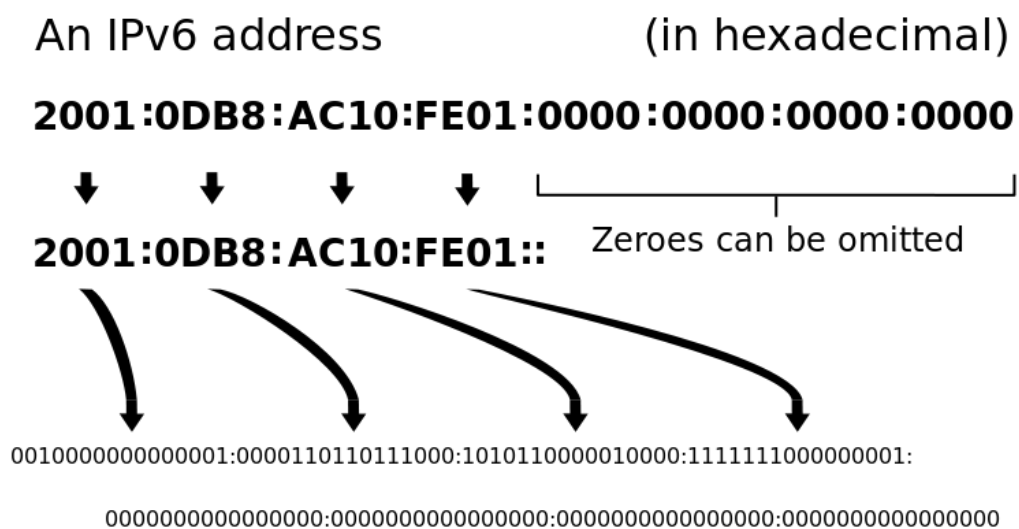 An IPv6 address (in hexadecimal)
2001:0DB8:AC10:FE01:0000:0000:0000:0000
Zeroes can be omitted
2001:0DB8:AC10:FE01::
0010000000000001:0000110110111000:1010110000010000:1111111000000001:
0000000000000000:0000000000000000:0000000000000000:0000000000000000